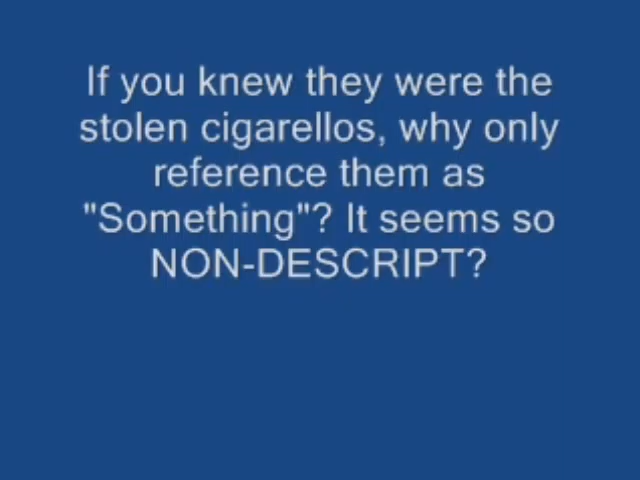 If you knew they were the
stolen cigarellos, why only
reference them as
"Something"? It seems so
NON-DESCRIPT?